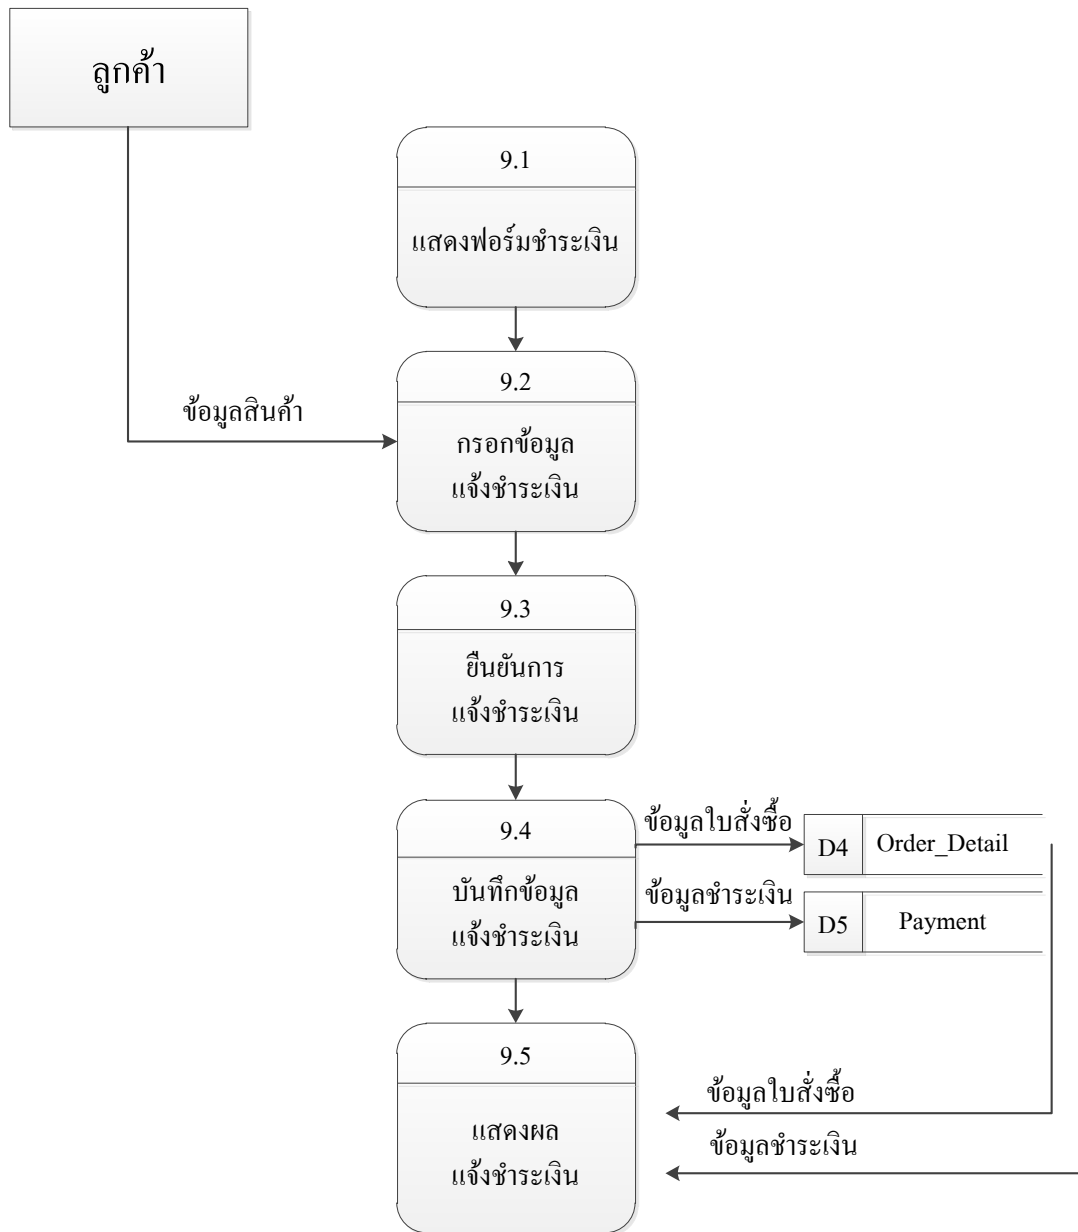 ลูกค้า
9.1
แสดงฟอร์มชำระเงิน
9.2
ข้อมูลสินค้า
กรอกข้อมูล
แจ้งชำระเงิน
9.3
ยืนยันการ
แจ้งชำระเงิน
9.4
บันทึกข้อมูล
แจ้งชำระเงิน
ข้อมูลใบสั่งซื้อ
D4 Order_Detail
ข้อมูลชำระเงิน
D5 Payment
9.5
แสดงผล
แจ้งชำระเงิน
ข้อมูลใบสั่งซื้อ
ข้อมูลชำระเงิน